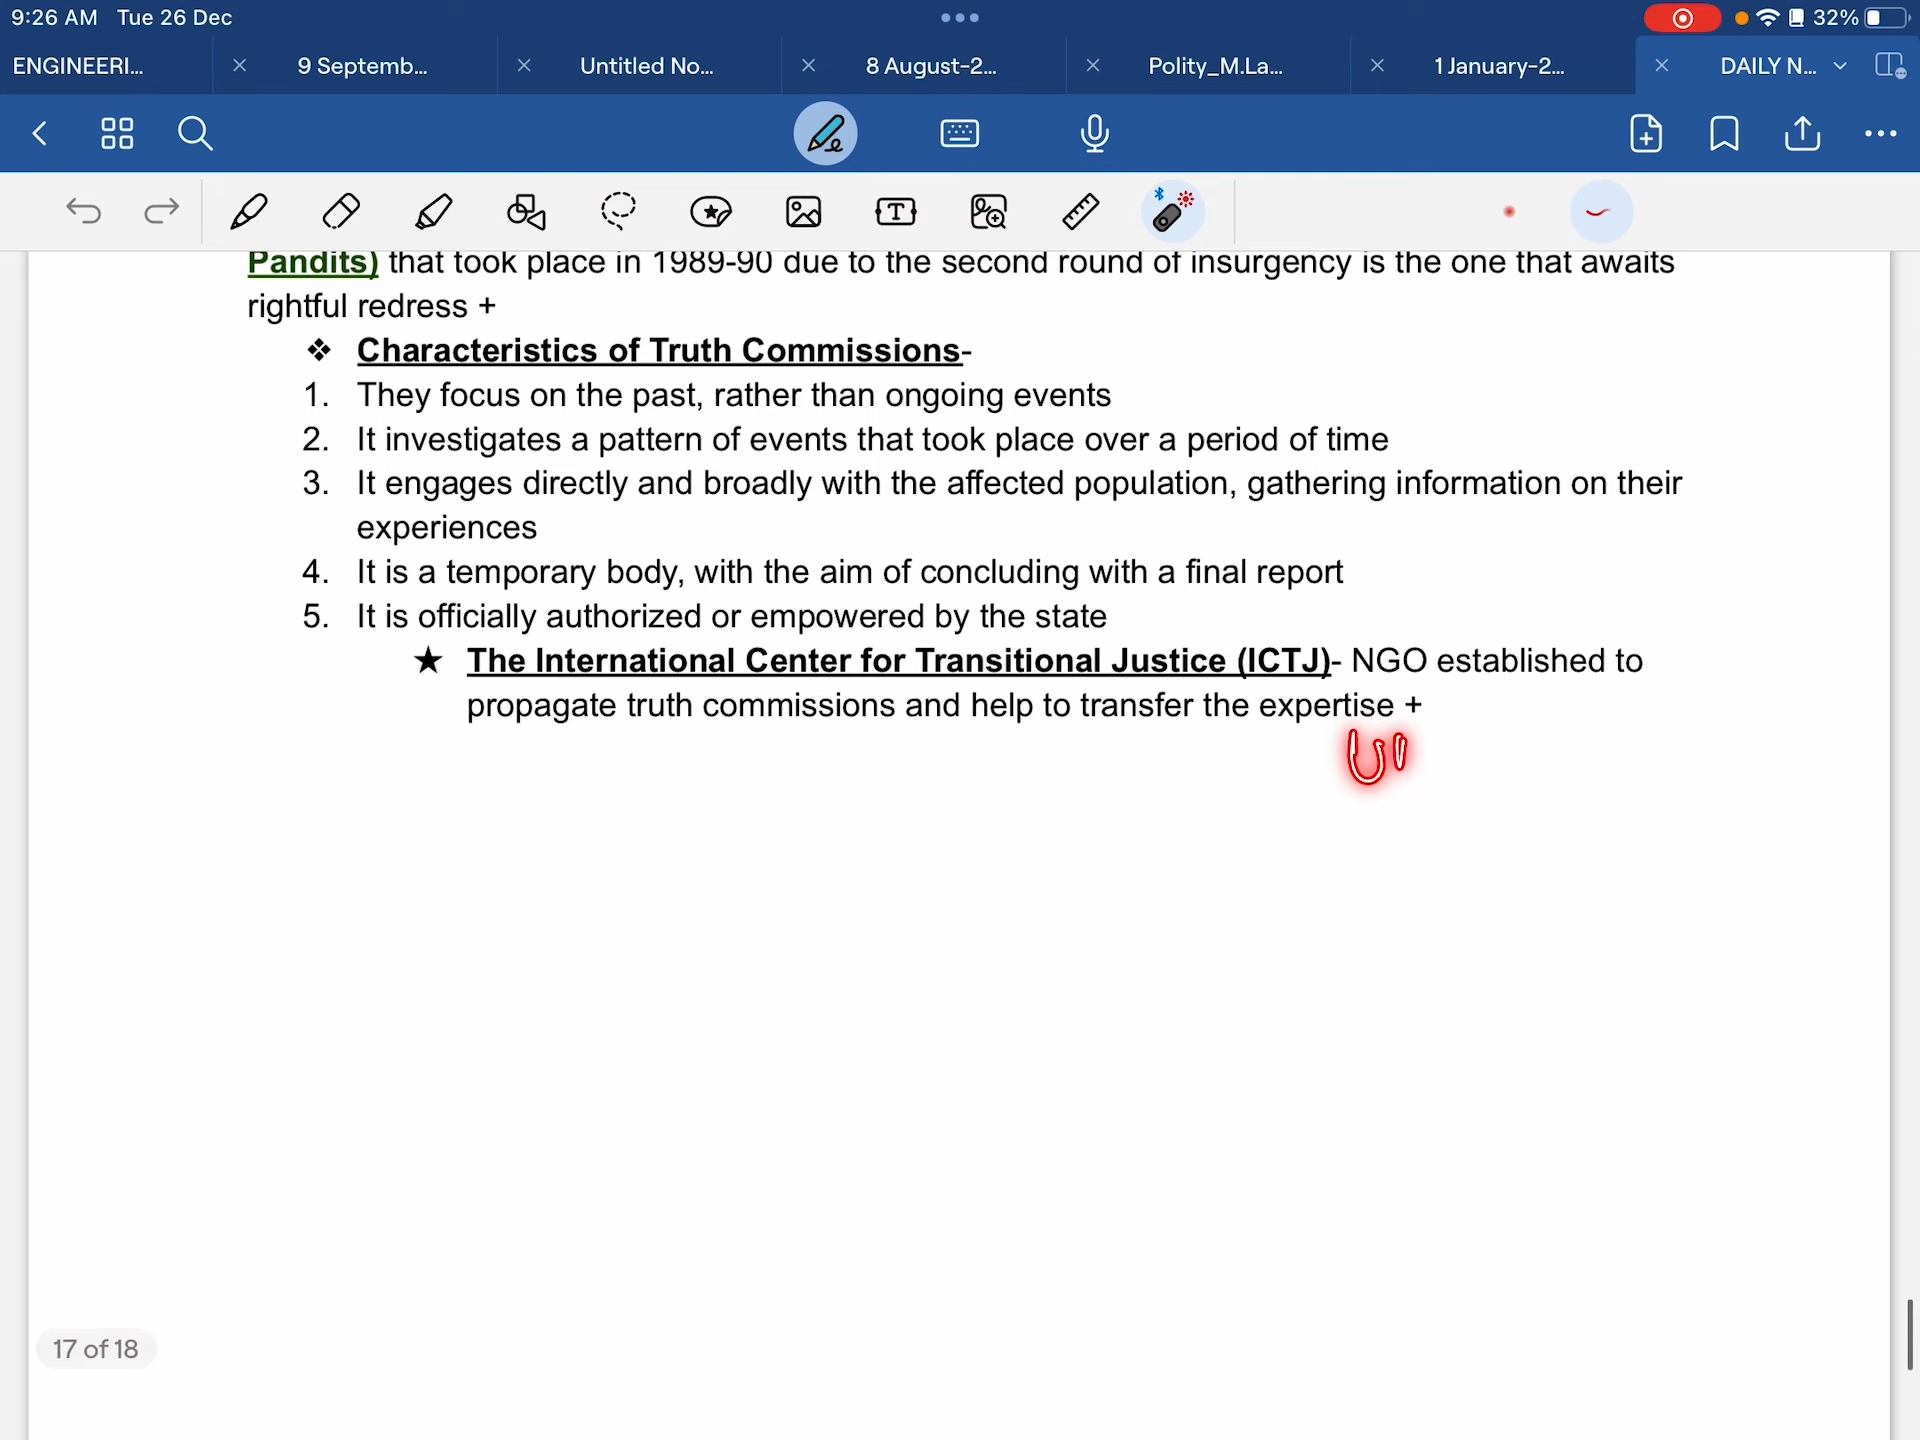 9:26 AM Tue 26 Dec
32%
ENGINEERI...
9 Septemb...
Untitled No...
8 August-2...
Polity_M.La...
1 January-2...
DAILY N...
Pandits) that took place in 1989-90 due to the second round of insurgency is the one that awaits
rightful redress +
❖ Characteristics of Truth Commissions-
1. They focus on the past, rather than ongoing events
2. It investigates a pattern of events that took place over a period of time
3. It engages directly and broadly with the affected population, gathering information on their
experiences
4. It is a temporary body, with the aim of concluding with a final report
5. It is officially authorized or empowered by the state
★ The International Center for Transitional Justice (ICTJ)- NGO established to
propagate truth commissions and help to transfer the expertise +
17 of 18